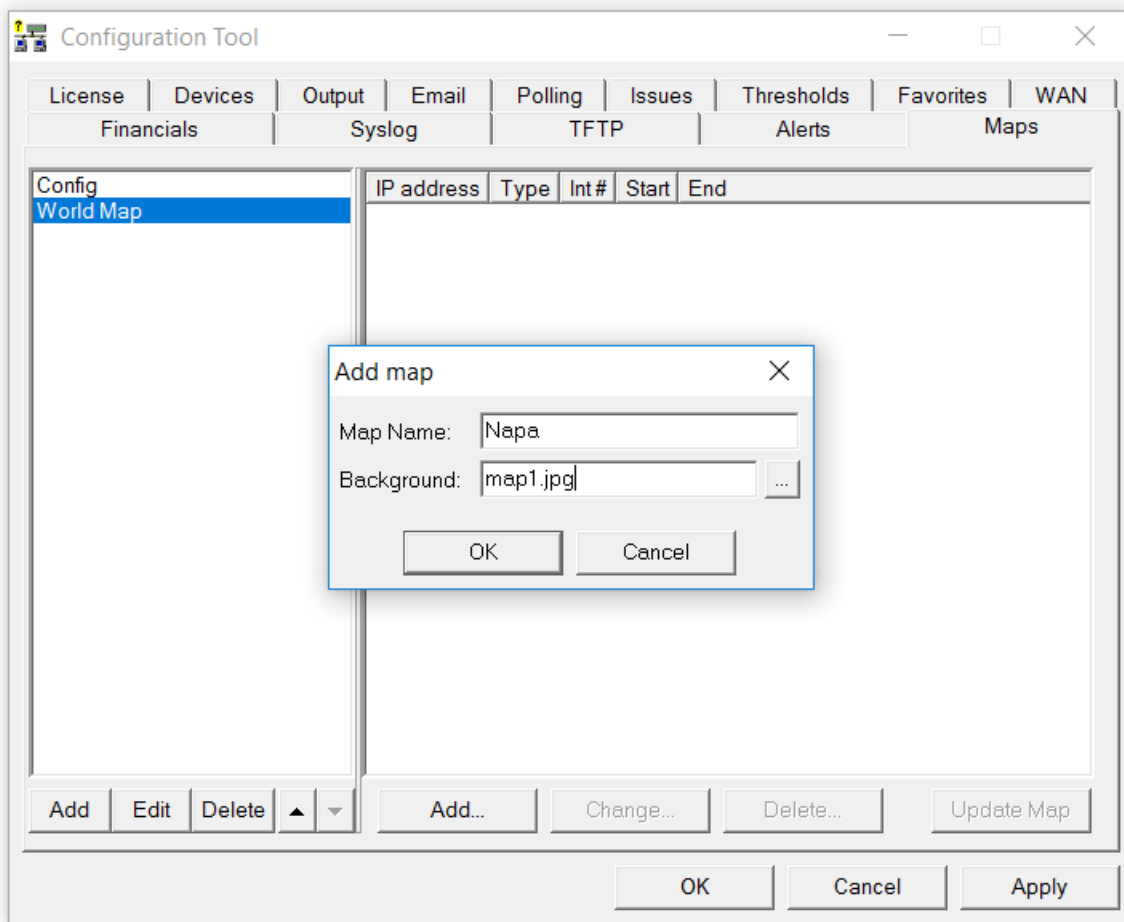 Configuration Tool
License Devices Output Email Polling Issues Thresholds Favorites WAN
Financials Syslog TFTP Alerts Maps
Config
World Map
IP address Type Int # Start End
Add map
Map Name: Napa
Background: map1.jpg ...
OK Cancel
Add Edit Delete Add... Change... Delete... Update Map
OK Cancel Apply